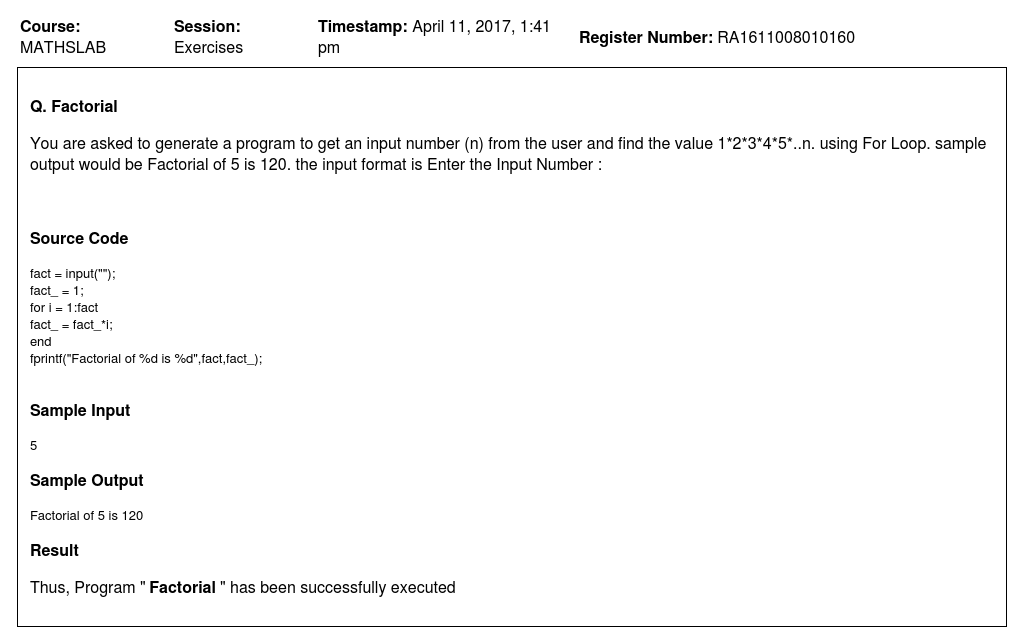 Course:
MATHSLAB
Session:
Exercises
Timestamp: April 11, 2017, 1:41
pm
Register Number: RA1611008010160
Q. Factorial
You are asked to generate a program to get an input number (n) from the user and find the value 1*2*3*4*5*..n. using For Loop. sample
output would be Factorial of 5 is 120. the input format is Enter the Input Number :
Source Code
fact = input("");
fact_ = 1;
for i = 1:fact
fact_ = fact_*i;
end
fprintf("Factorial of %d is %d",fact,fact_);
Sample Input
5
Sample Output
Factorial of 5 is 120
Result
Thus, Program " Factorial " has been successfully executed